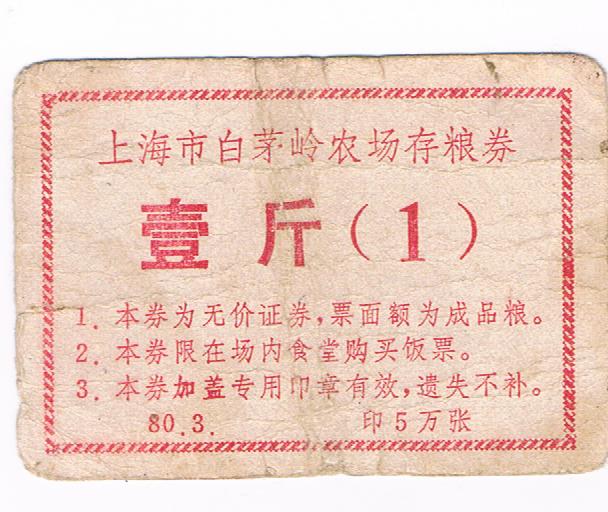 上海市白茅岭农场存粮券
壹斤(1)
1.本券为无价证券,票面额为成品粮。
2.本券限在场内食堂购买饭票。
3.本券加盖专用印章有效,遗失不补。
80.3. 印5万张